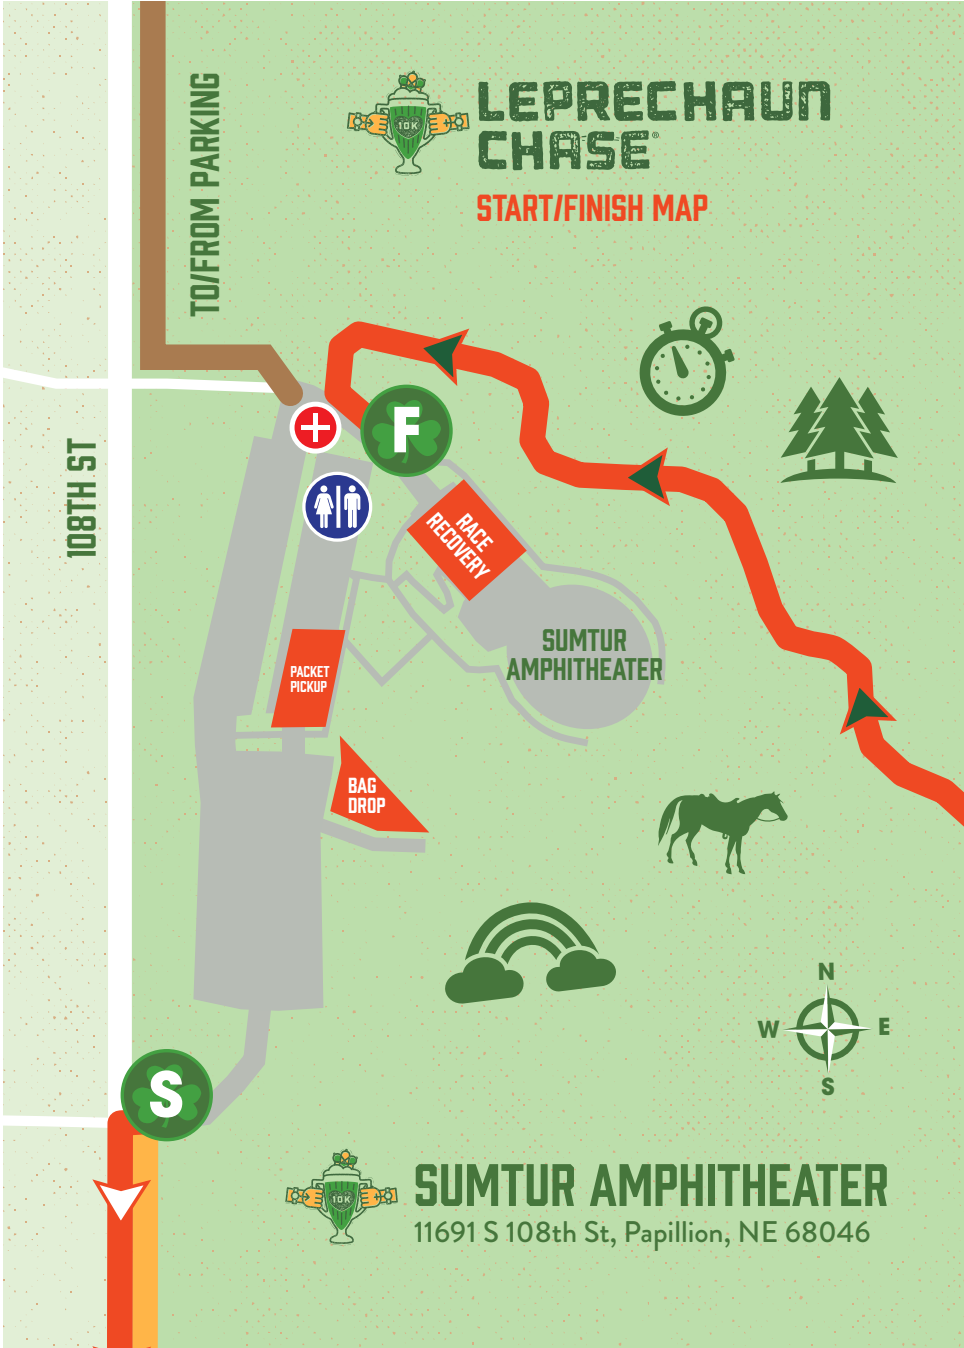 TO/FROM PARKING
10K
LEPRECHAUN
CHASE®
START/FINISH MAP
108TH ST
F
RACE
RECOVERY
SUMTUR
AMPHITHEATER
PACKET
PICKUP
BAG
DROP
N
W
E
S
S
10K
SUMTUR AMPHITHEATER
11691 S 108th St, Papillion, NE 68046